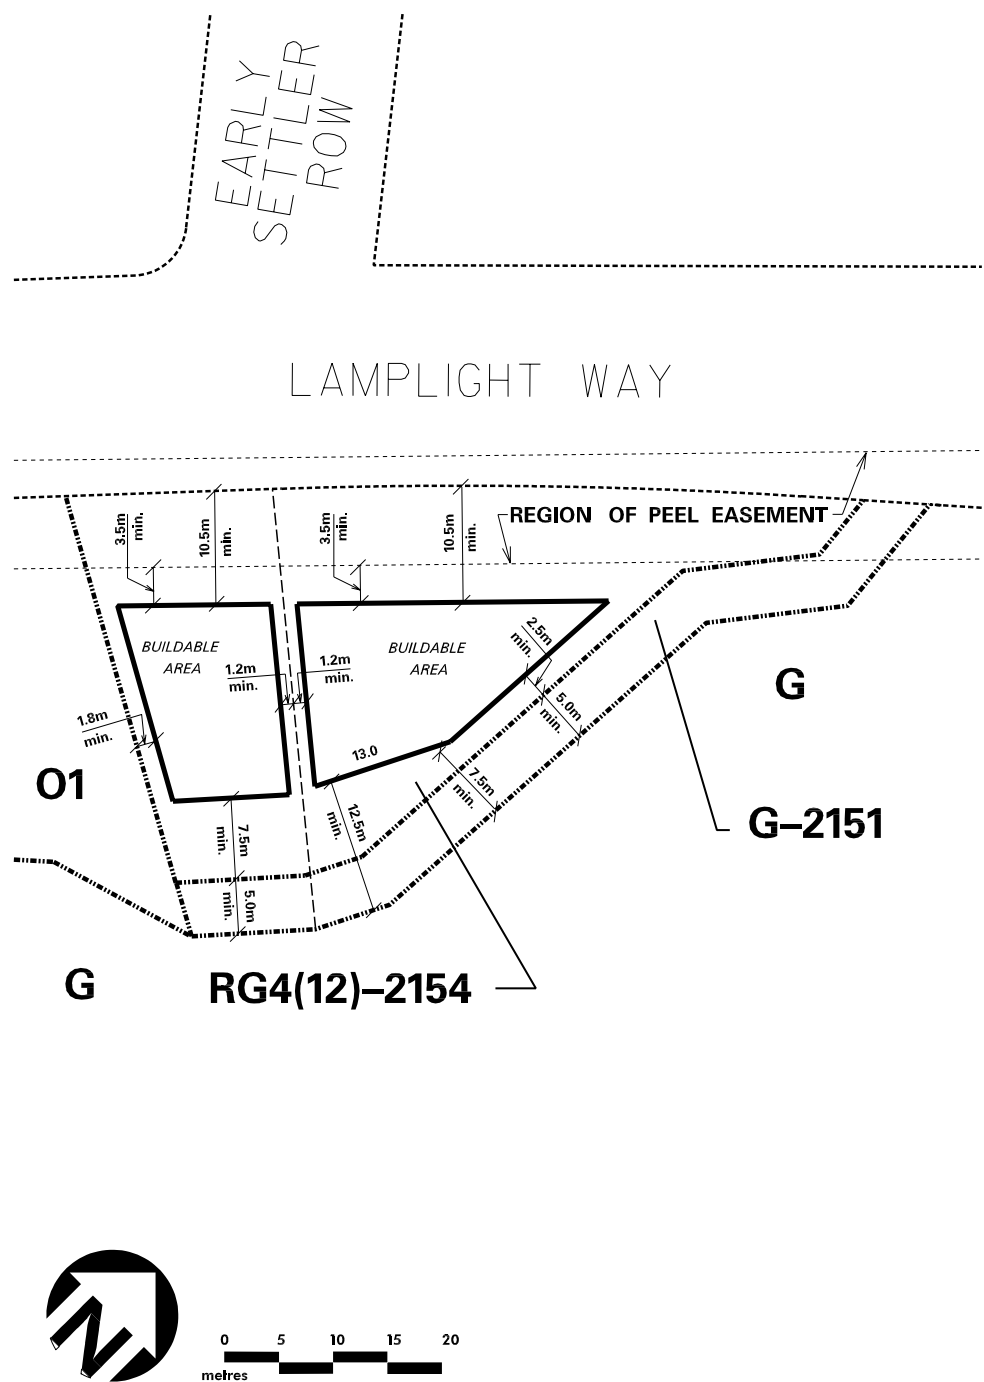 EARLY
SETTLER
ROW
LAMPLIGHT WAY
REGION OF PEEL EASEMENT
3.5m
min.
10.5m
min.
3.5m
min.
10.5m
min.
BUILDABLE
AREA
BUILDABLE
AREA
2.5m
min.
1.2m
min.
1.2m
min.
5.0m
min.
G
1.8m
min.
13.0
7.5m
min.
O1
12.5m
min.
G–2151
7.5m
min.
5.0m
min.
G
RG4(12)–2154
N
0 5 10 15 20
metres